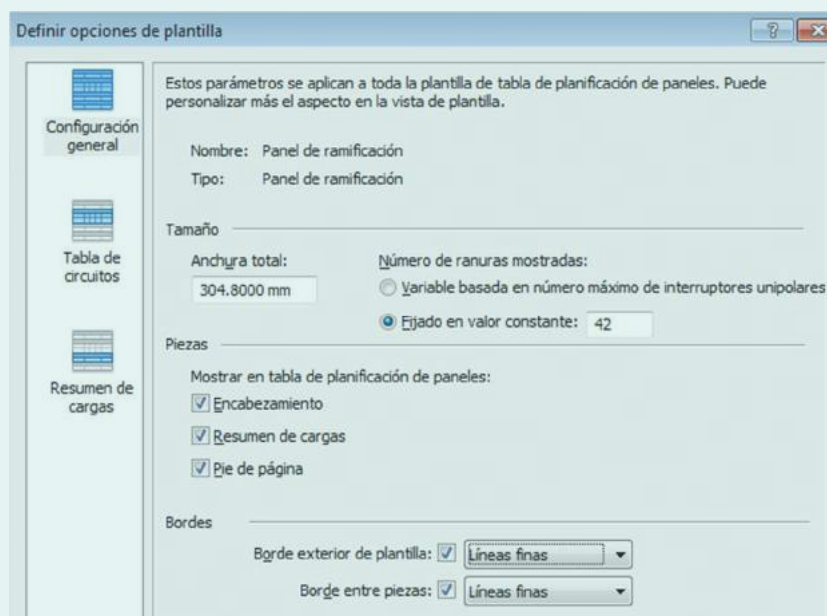 Definir opciones de plantilla
Configuración
general
Tabla de
circuitos
Resumen de
cargas
Estos parámetros se aplican a toda la plantilla de tabla de planificación de paneles. Puede
personalizar más el aspecto en la vista de plantilla.
Nombre: Panel de ramificación
Tipo: Panel de ramificación
Tamaño
Anchura total:
304.8000 mm
Número de ranuras mostradas:
Variable basada en número máximo de interruptores unipolares
Fijado en valor constante: 42
Piezas
Mostrar en tabla de planificación de paneles:
Encabezamiento
Resumen de cargas
Pie de página
Bordes
Borde exterior de plantilla: Líneas finas
Borde entre piezas: Líneas finas